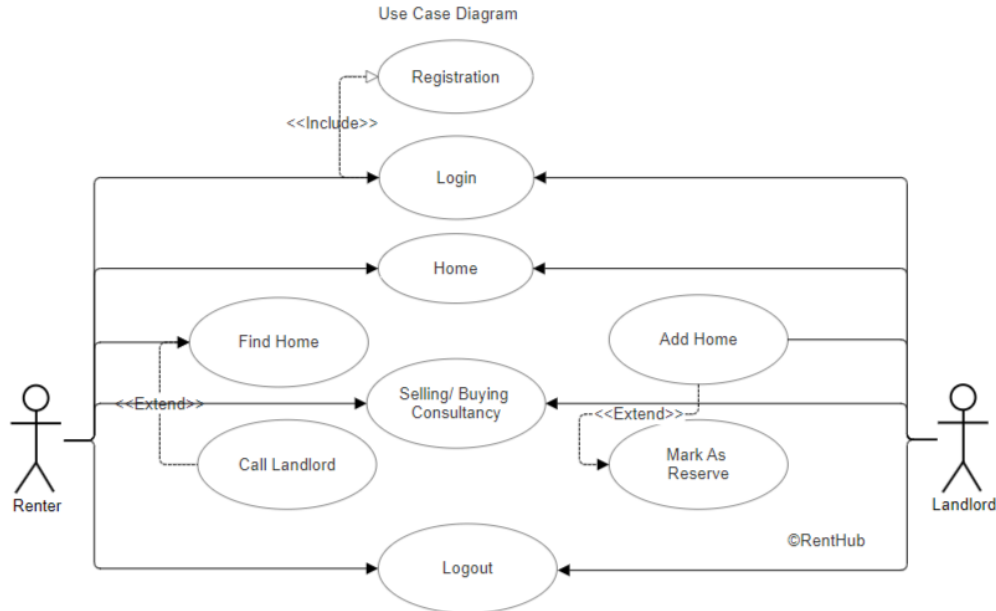 Use Case Diagram
Registration
<<Include>>
Login
Home
Find Home
Add Home
<<Extend>>
Selling/ Buying
Consultancy
<<Extend>>
Call Landlord
Mark As
Reserve
Renter
Landlord
©RentHub
Logout